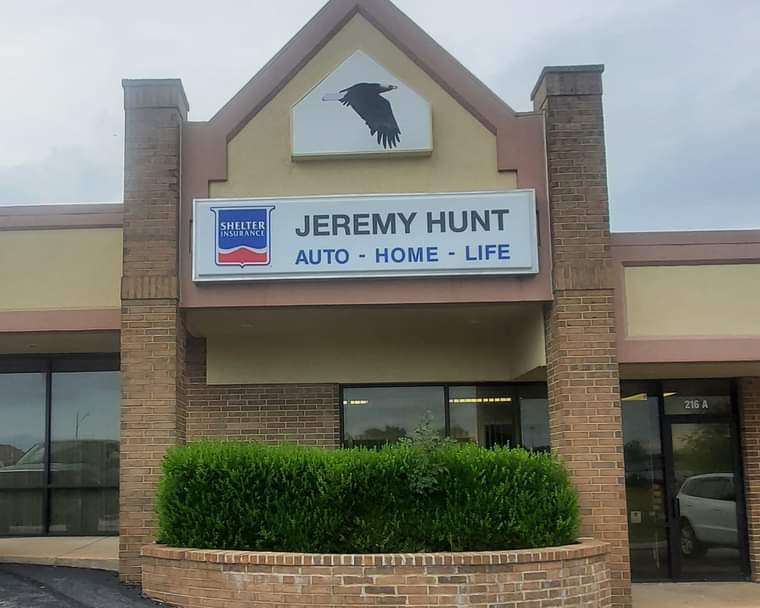 SHELTER
INSURANCE
JEREMY HUNT
AUTO - HOME - LIFE
216 A